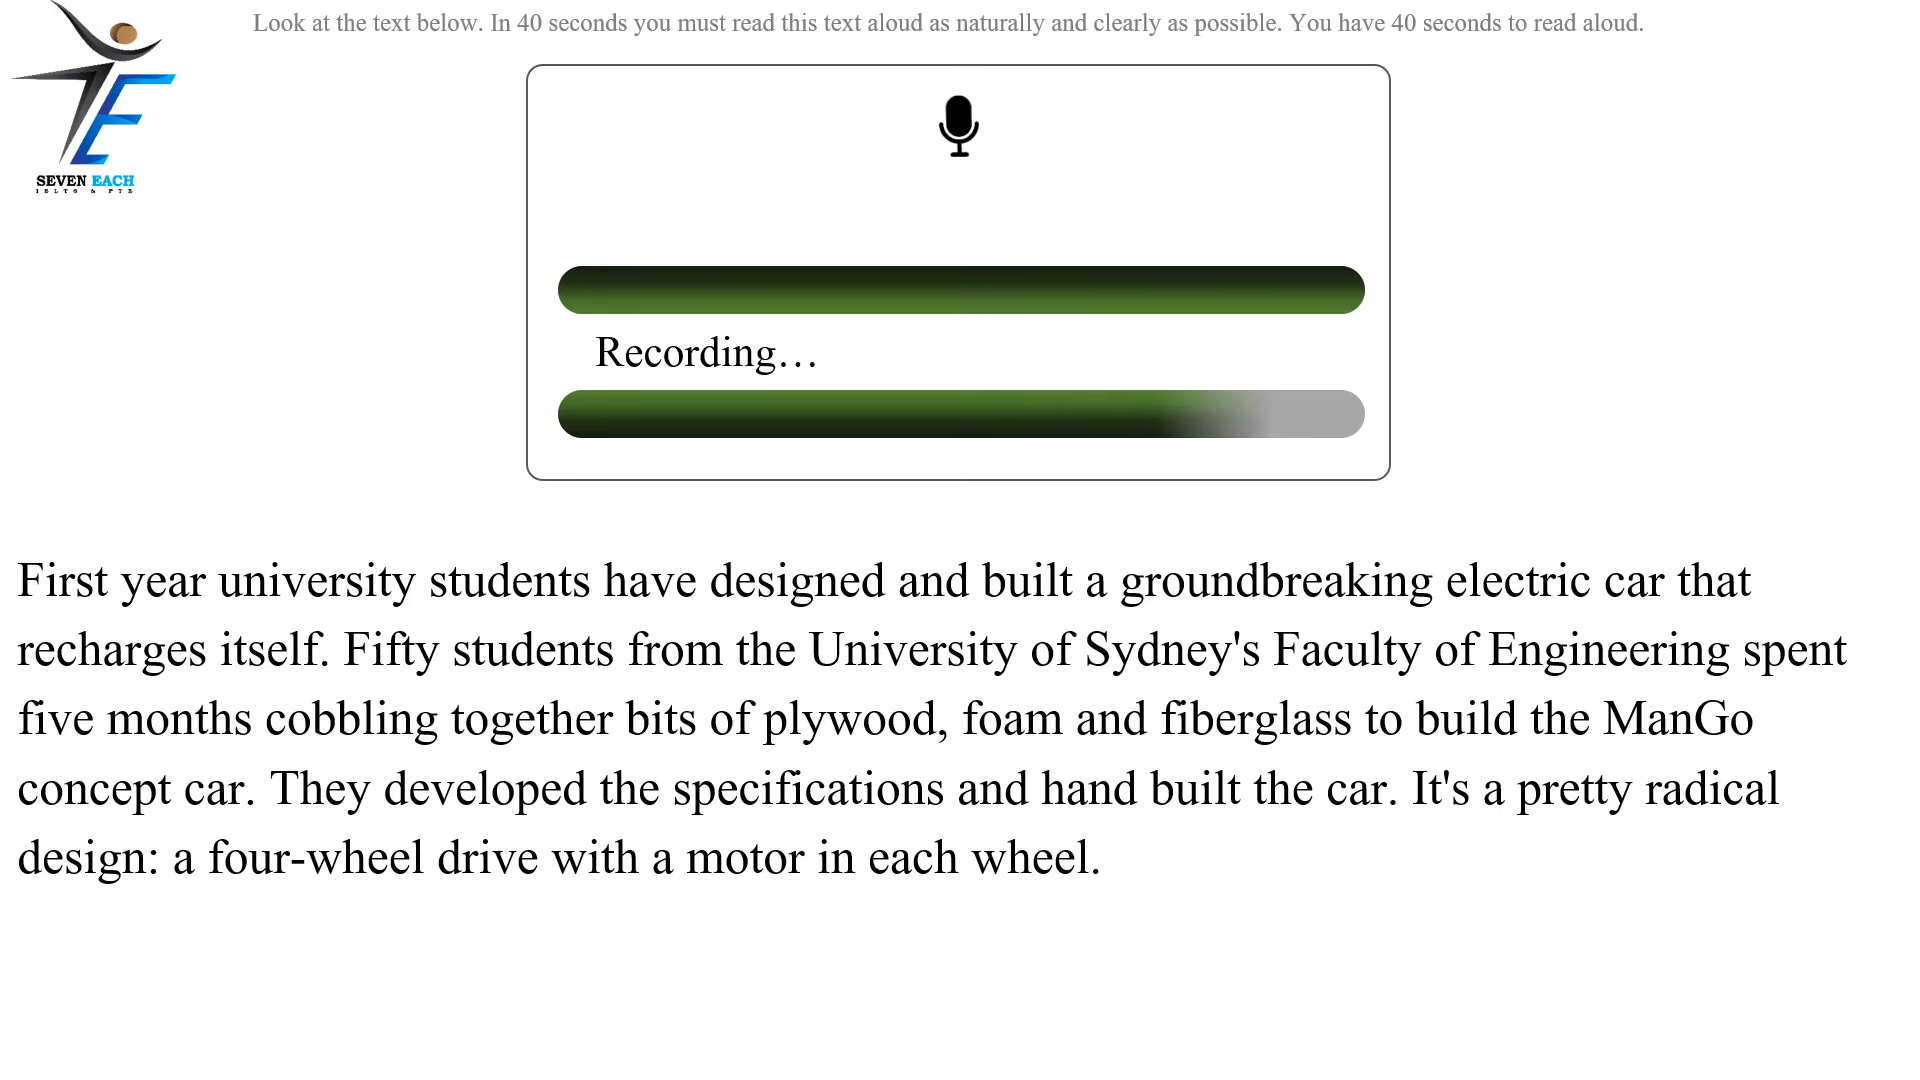 Look at the text below. In 40 seconds you must read this text aloud as naturally and clearly as possible. You have 40 seconds to read aloud.
SEVEN EACH
IELTS & PTE
Recording…
First year university students have designed and built a groundbreaking electric car that
recharges itself. Fifty students from the University of Sydney's Faculty of Engineering spent
five months cobbling together bits of plywood, foam and fiberglass to build the ManGo
concept car. They developed the specifications and hand built the car. It's a pretty radical
design: a four-wheel drive with a motor in each wheel.